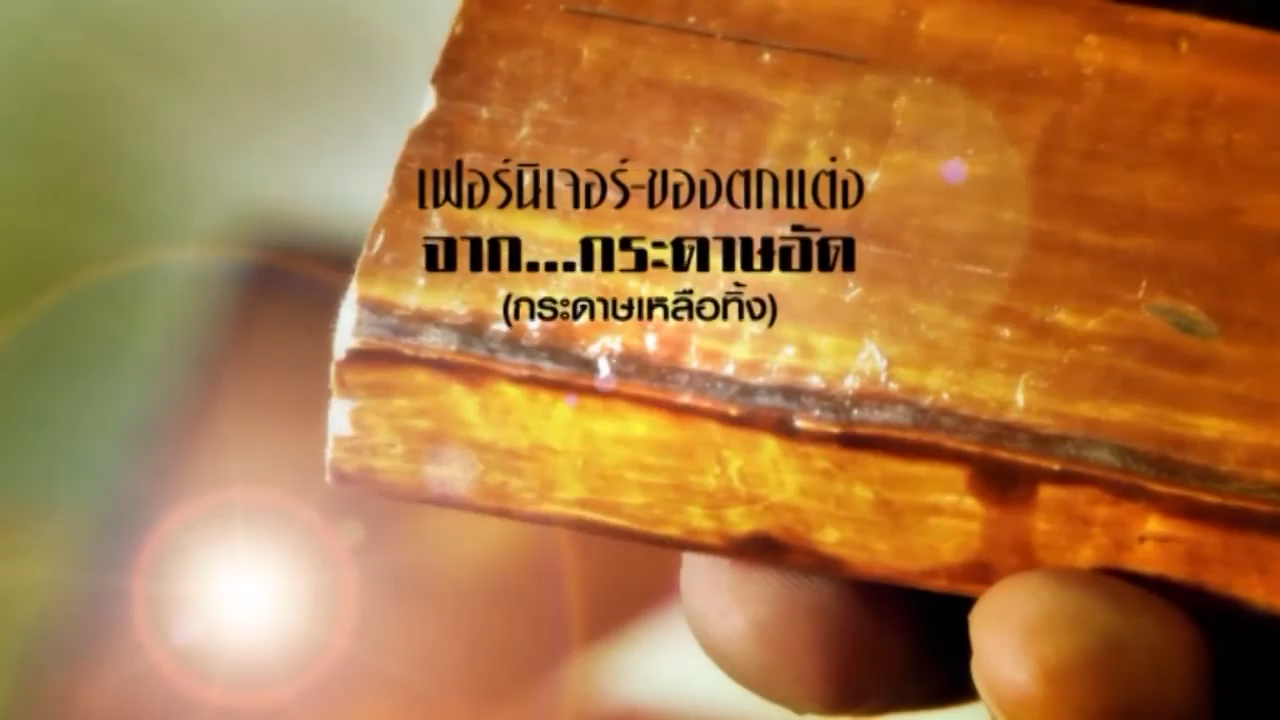 เฟอร์นิเจอร์-ของตกแต่ง
จาก...กระดาษอัด
(กระดาษเหลือทิ้ง)